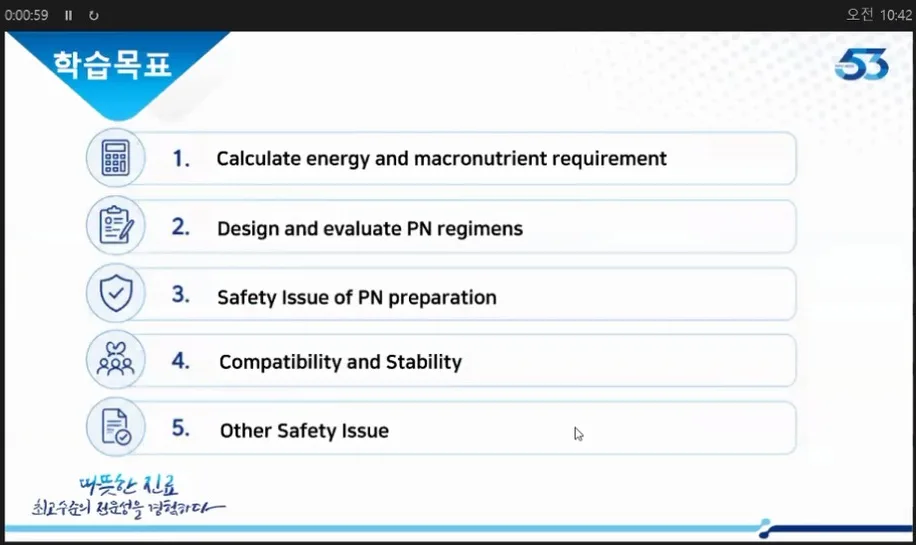 0:00:59
오전 10:42
학습목표
53
1. Calculate energy and macronutrient requirement
2. Design and evaluate PN regimens
3. Safety Issue of PN preparation
4. Compatibility and Stability
5. Other Safety Issue
따뜻한 진료
최고수준의 전문성을 경험하다